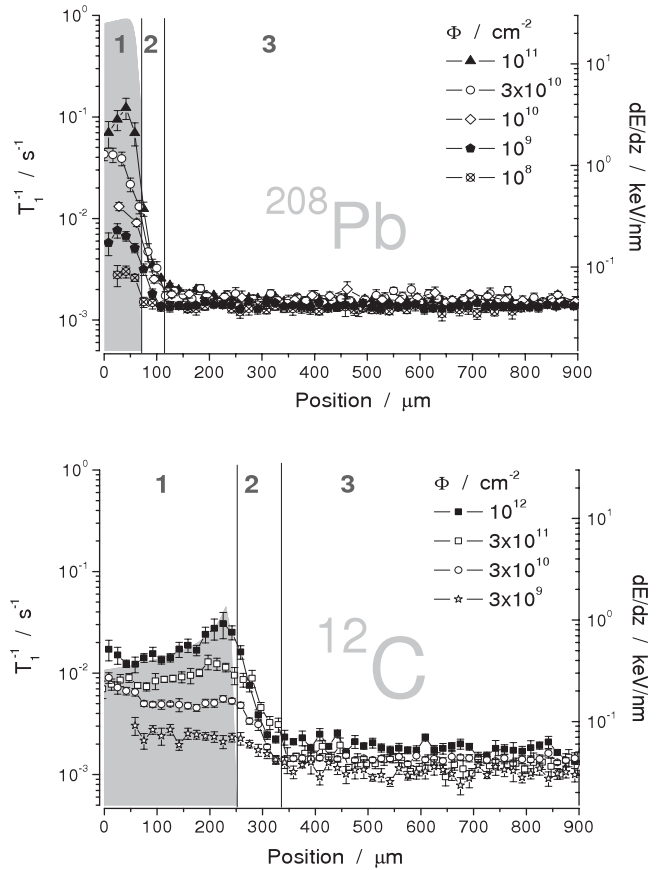 10⁰
10⁻¹
10⁻²
10⁻³
T₁⁻¹ / s⁻¹
1 2 3
Φ / cm⁻²
10¹¹
3x10¹⁰
10¹⁰
10⁹
10⁸
²⁰⁸Pb
10¹
10⁰
10⁻¹
dE/dz / keV/nm
0 100 200 300 400 500 600 700 800 900
Position / μm
10⁰
10⁻¹
10⁻²
10⁻³
T₁⁻¹ / s⁻¹
1 2 3
Φ / cm⁻²
10¹²
3x10¹¹
3x10¹⁰
3x10⁹
¹²C
10¹
10⁰
10⁻¹
dE/dz / keV/nm
0 100 200 300 400 500 600 700 800 900
Position / μm